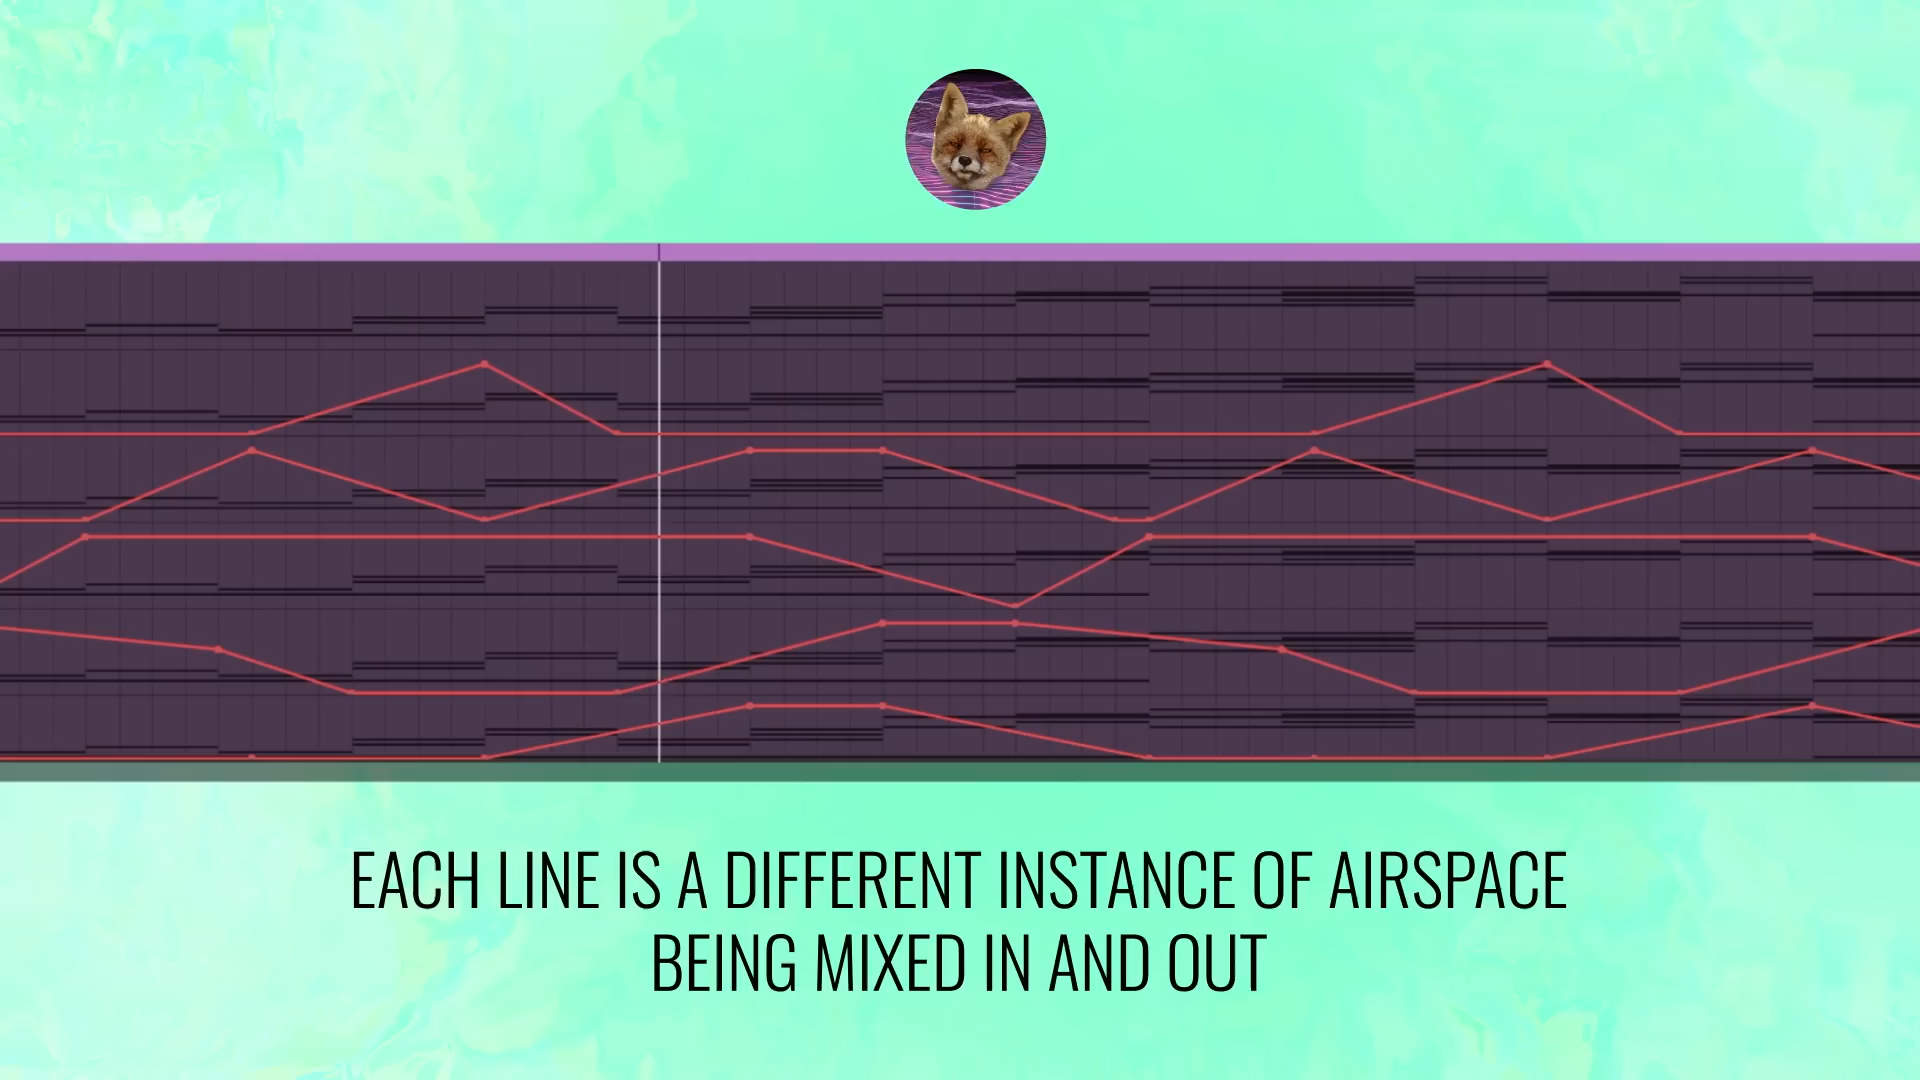 EACH LINE IS A DIFFERENT INSTANCE OF AIRSPACE
BEING MIXED IN AND OUT